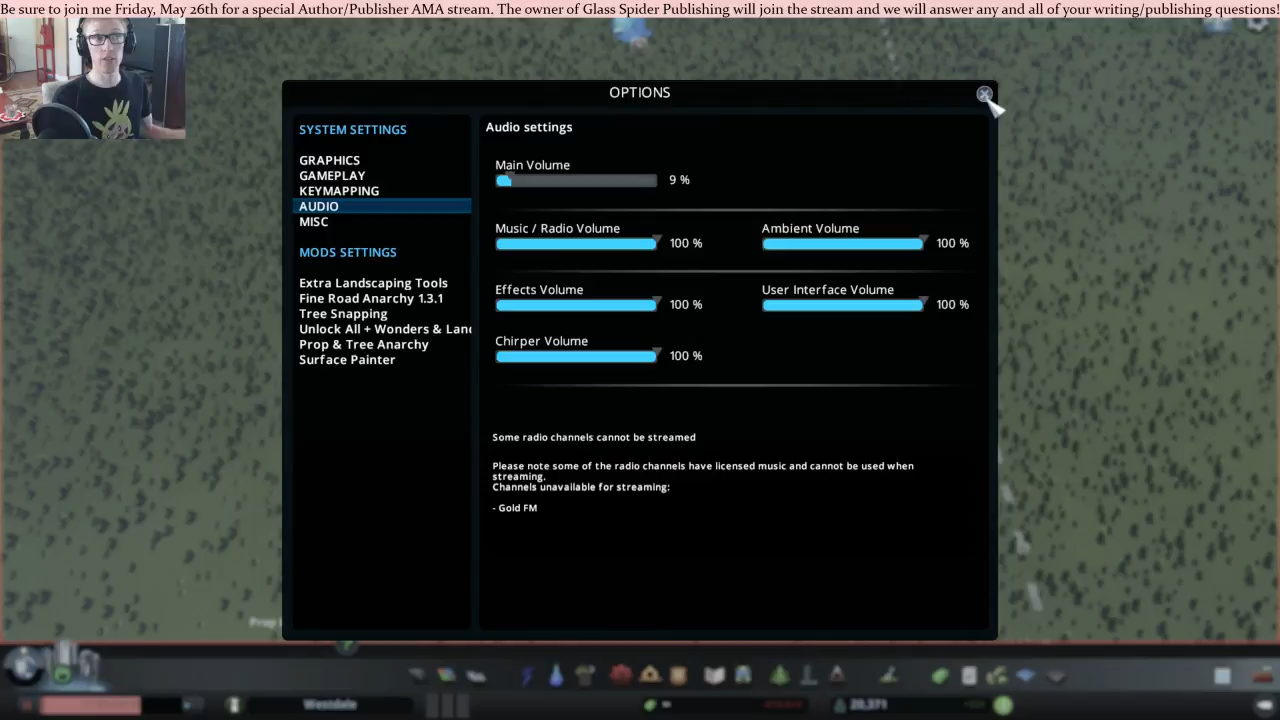 Be sure to join me Friday, May 26th for a special Author/Publisher AMA stream. The owner of Glass Spider Publishing will join the stream and we will answer any and all of your writing/publishing questions!
OPTIONS
SYSTEM SETTINGS
GRAPHICS
GAMEPLAY
KEYMAPPING
AUDIO
MISC
MODS SETTINGS
Extra Landscaping Tools
Fine Road Anarchy 1.3.1
Tree Snapping
Unlock All + Wonders & Lan
Prop & Tree Anarchy
Surface Painter
Audio settings
Main Volume
9 %
Music / Radio Volume
100 %
Ambient Volume
100 %
Effects Volume
100 %
User Interface Volume
100 %
Chirper Volume
100 %
Some radio channels cannot be streamed
Please note some of the radio channels have licensed music and cannot be used when
streaming.
Channels unavailable for streaming:
- Gold FM
Westdale
20,371